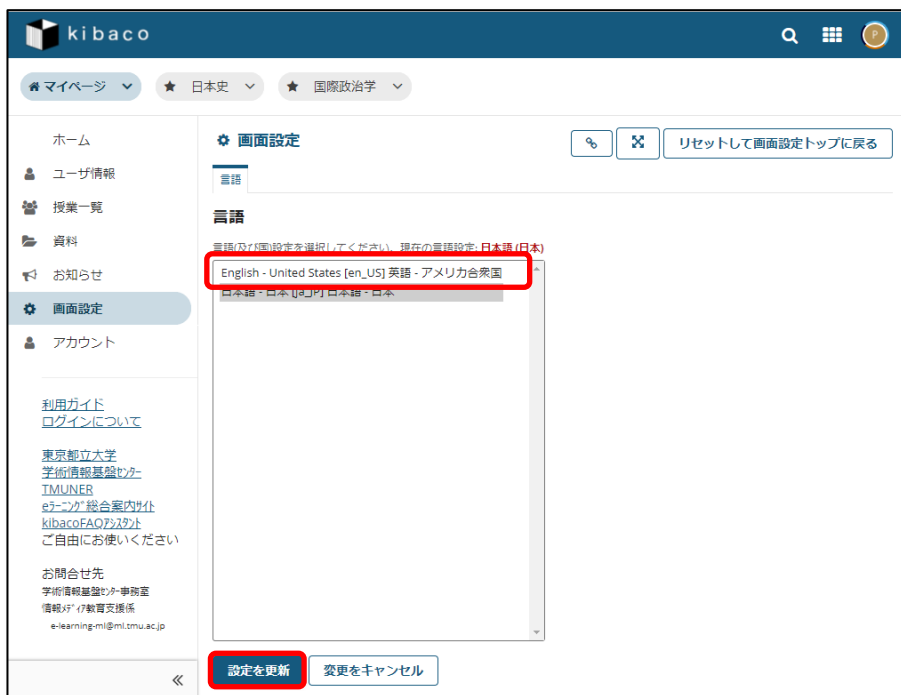 kibaco
P
マイページ
日本史
国際政治学
ホーム
ユーザ情報
授業一覧
資料
お知らせ
画面設定
アカウント
利用ガイド
ログインについて
東京都立大学
学術情報基盤ｾﾝﾀｰ
TMUNER
eﾗｰﾆﾝｸﾞ総合案内ｻｲﾄ
kibacoFAQｱｼｽﾀﾝﾄ
ご自由にお使いください
お問合せ先
学術情報基盤ｾﾝﾀｰ事務室
情報ﾒﾃﾞｨｱ教育支援係
e-learning-ml@ml.tmu.ac.jp
画面設定
リセットして画面設定トップに戻る
言語
言語
言語(及び国)設定を選択してください. 現在の言語設定: 日本語 (日本)
English - United States [en_US] 英語 - アメリカ合衆国
日本語 - 日本 [ja_JP] 日本語 - 日本
設定を更新
変更をキャンセル